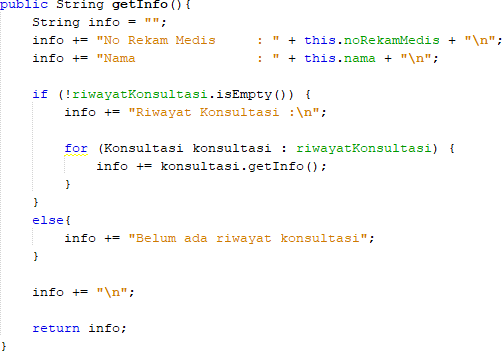 public String getInfo(){
    String info = "";
    info += "No Rekam Medis     : " + this.noRekamMedis + "\n";
    info += "Nama               : " + this.nama + "\n";

    if (!riwayatKonsultasi.isEmpty()) {
        info += "Riwayat Konsultasi :\n";

        for (Konsultasi konsultasi : riwayatKonsultasi) {
            info += konsultasi.getInfo();
        }
    }
    else{
        info += "Belum ada riwayat konsultasi";
    }

    info += "\n";

    return info;
}